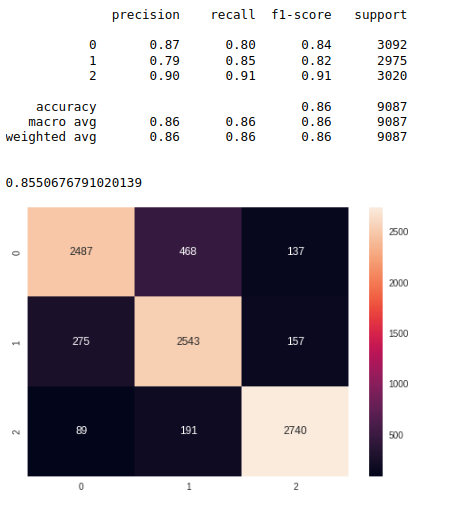 precision recall f1-score support
0 0.87 0.80 0.84 3092
1 0.79 0.85 0.82 2975
2 0.90 0.91 0.91 3020
accuracy 0.86 9087
macro avg 0.86 0.86 0.86 9087
weighted avg 0.86 0.86 0.86 9087
0.8550676791020139
0 2487 468 137
1 275 2543 157
2 89 191 2740
0 1 2
2500
2000
1500
1000
500